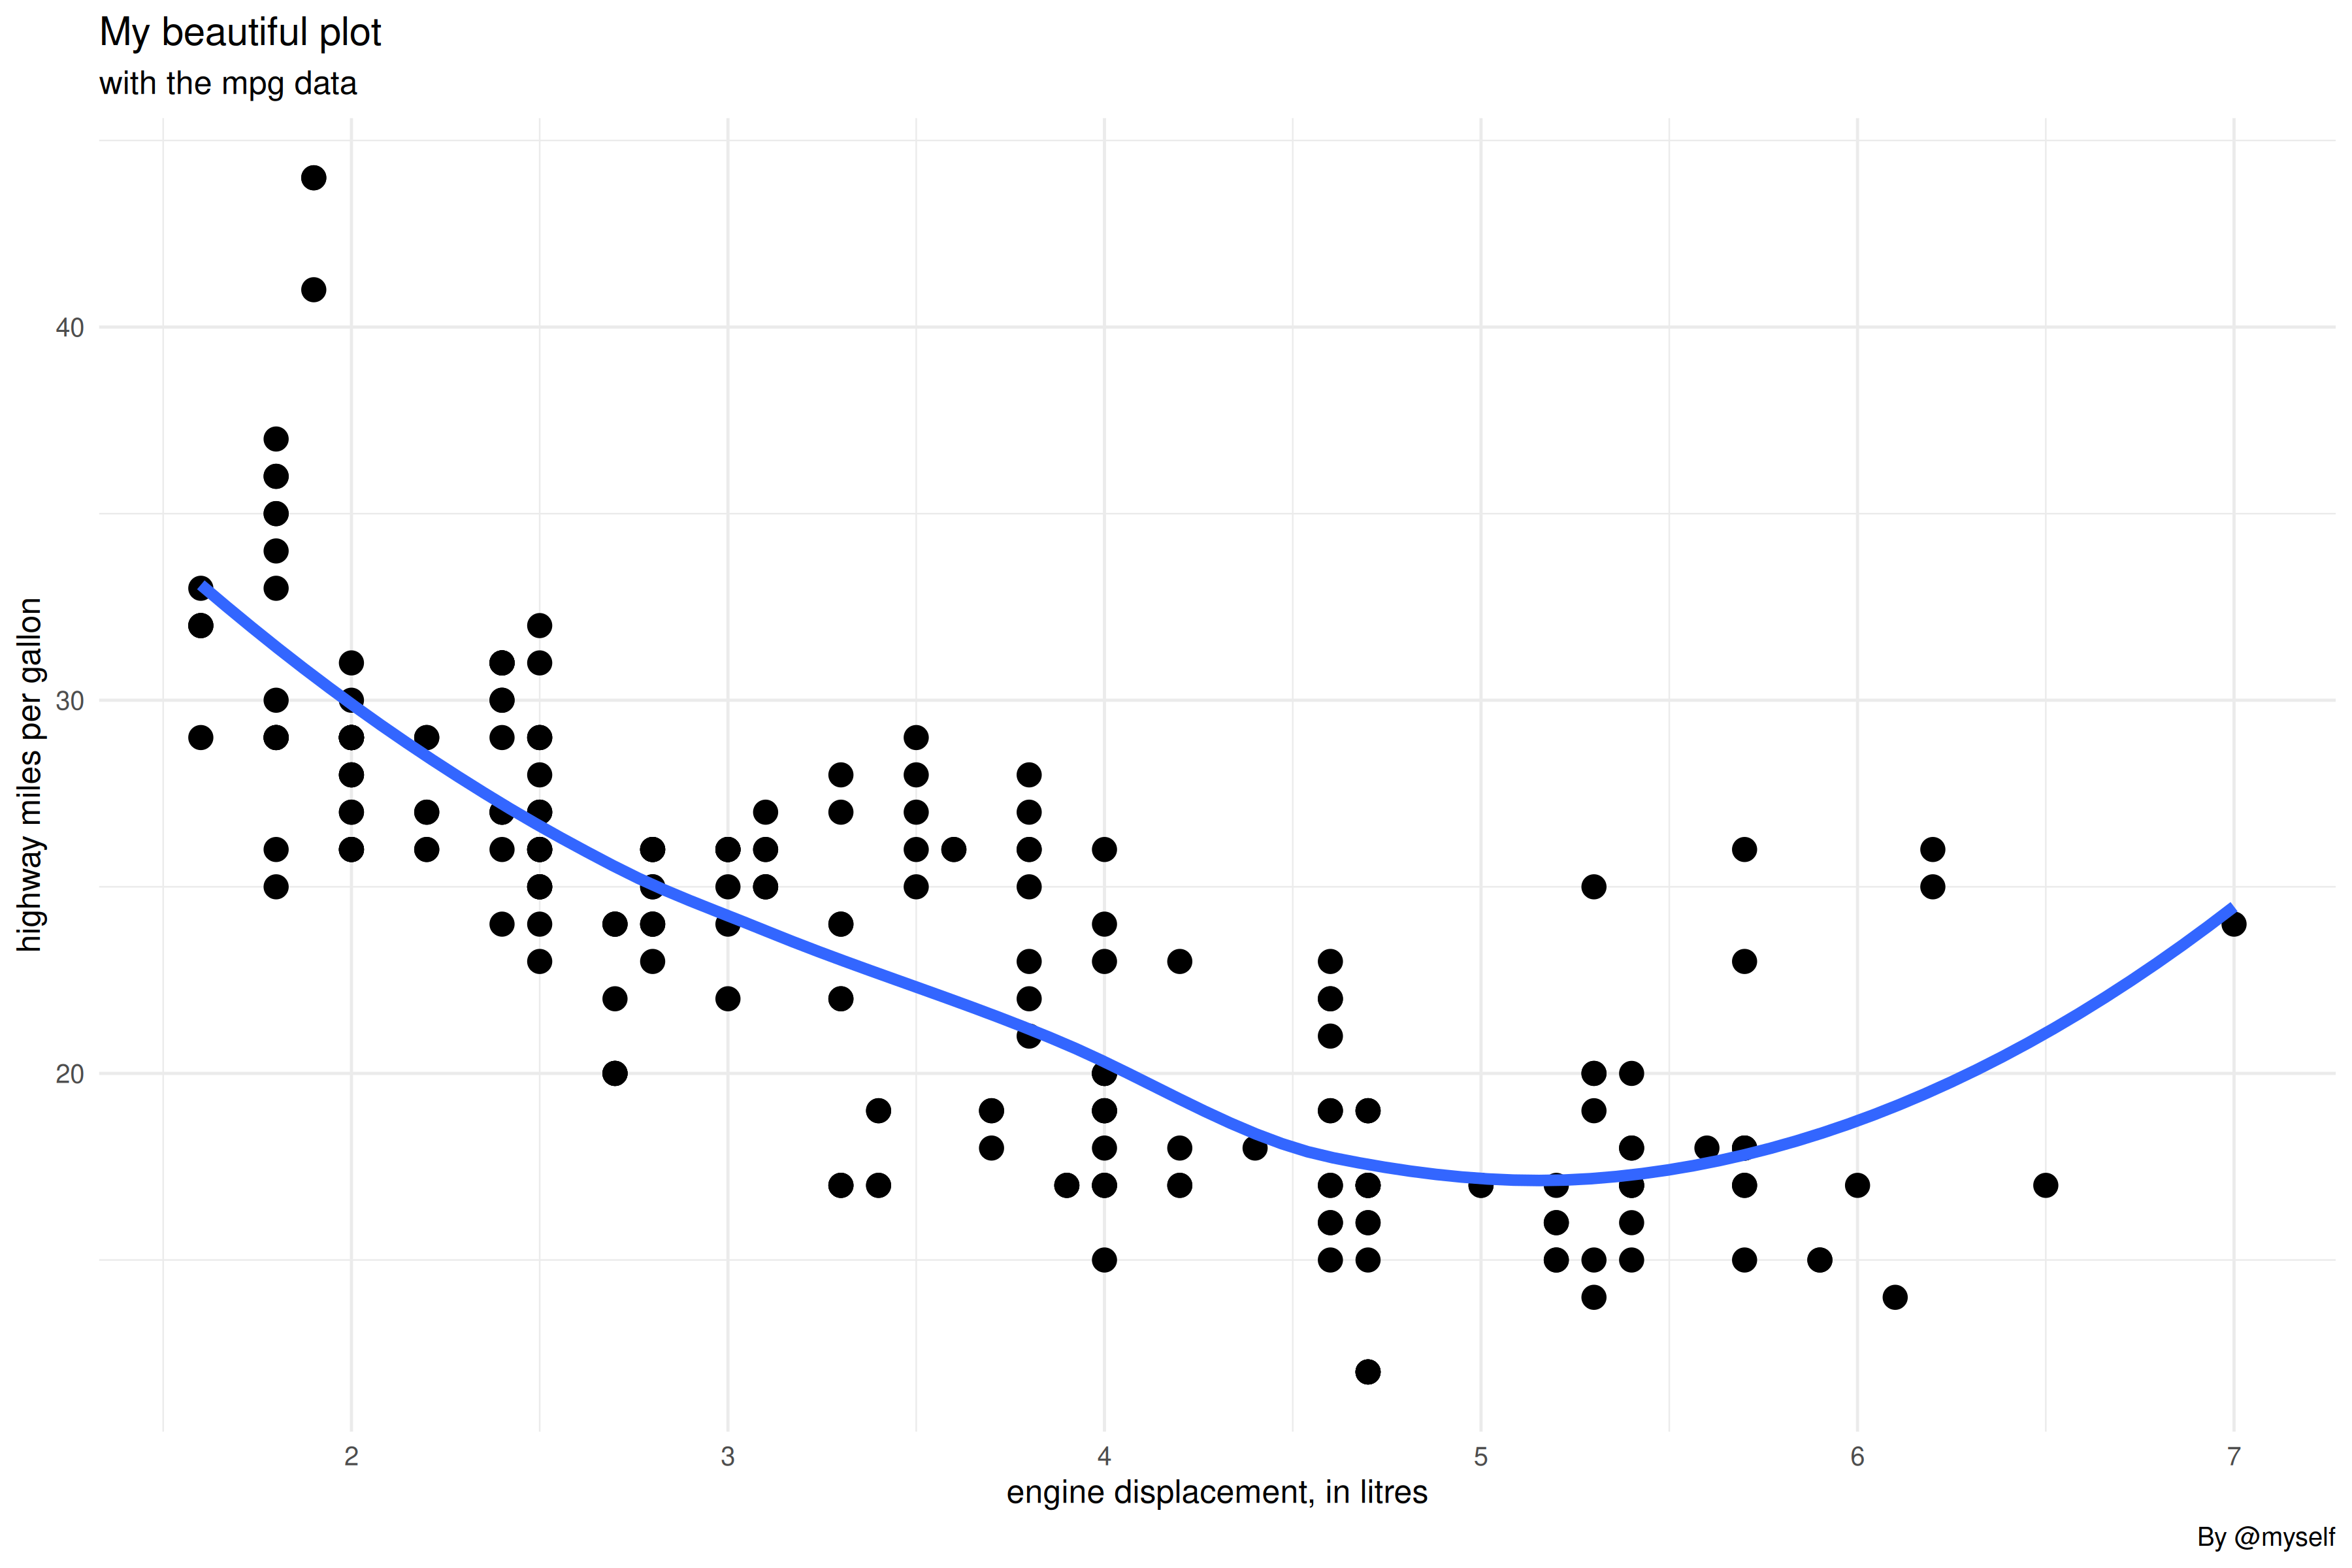 My beautiful plot
with the mpg data
highway miles per gallon
40
30
20
2 3 4 5 6 7
engine displacement, in litres
By @myself